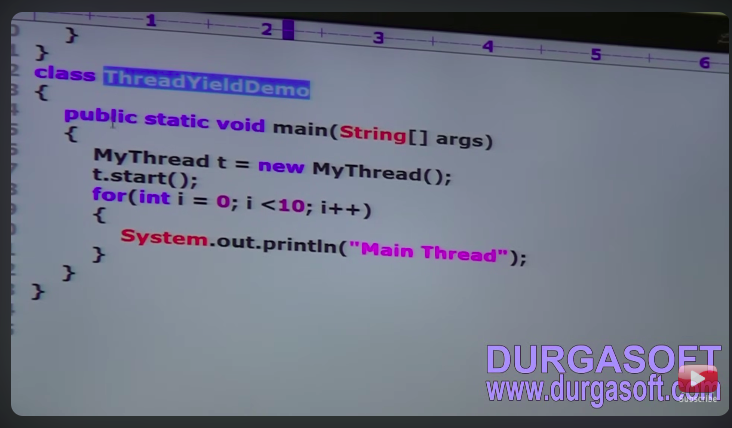 1 2 3 4 5 6
}
}
class ThreadYieldDemo
{
public static void main(String[] args)
{
MyThread t = new MyThread();
t.start();
for(int i = 0; i <10; i++)
{
System.out.println("Main Thread");
}
}
}
DURGASOFT
www.durgasoft.com
Subscribe